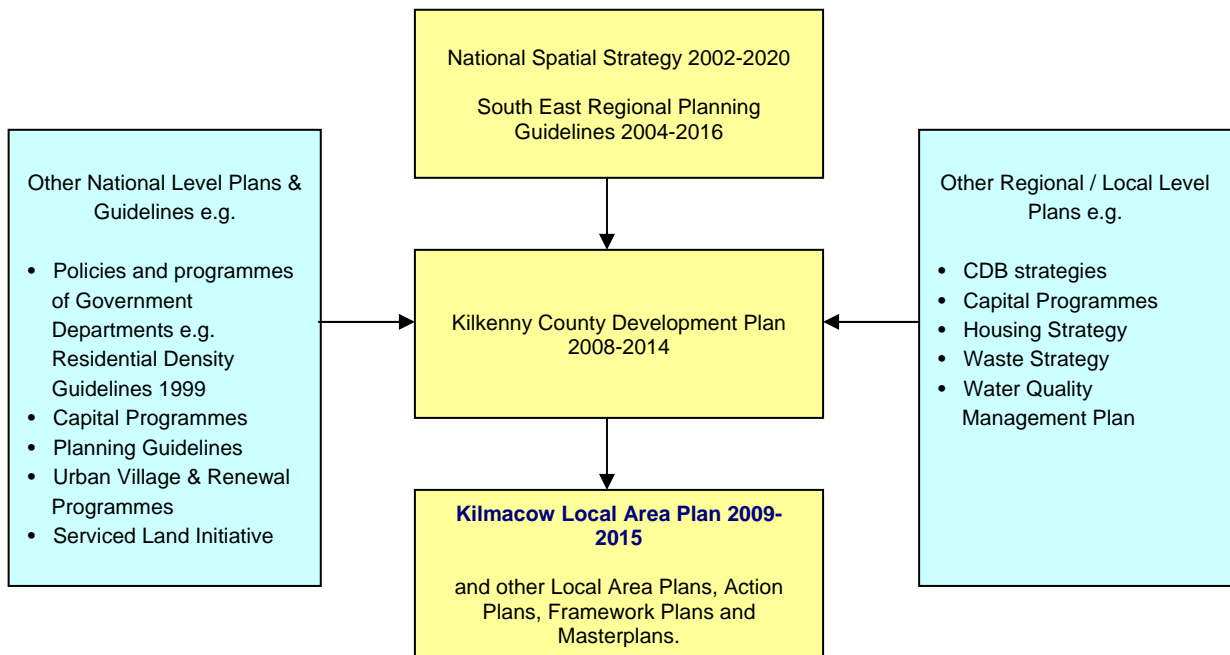 National Spatial Strategy 2002-2020
South East Regional Planning
Guidelines 2004-2016
Other National Level Plans &
Guidelines e.g.
• Policies and programmes
of Government
Departments e.g.
Residential Density
Guidelines 1999
• Capital Programmes
• Planning Guidelines
• Urban Village & Renewal
Programmes
• Serviced Land Initiative
Kilkenny County Development Plan
2008-2014
Other Regional / Local Level
Plans e.g.
• CDB strategies
• Capital Programmes
• Housing Strategy
• Waste Strategy
• Water Quality
Management Plan
Kilmacow Local Area Plan 2009-
2015
and other Local Area Plans, Action
Plans, Framework Plans and
Masterplans.